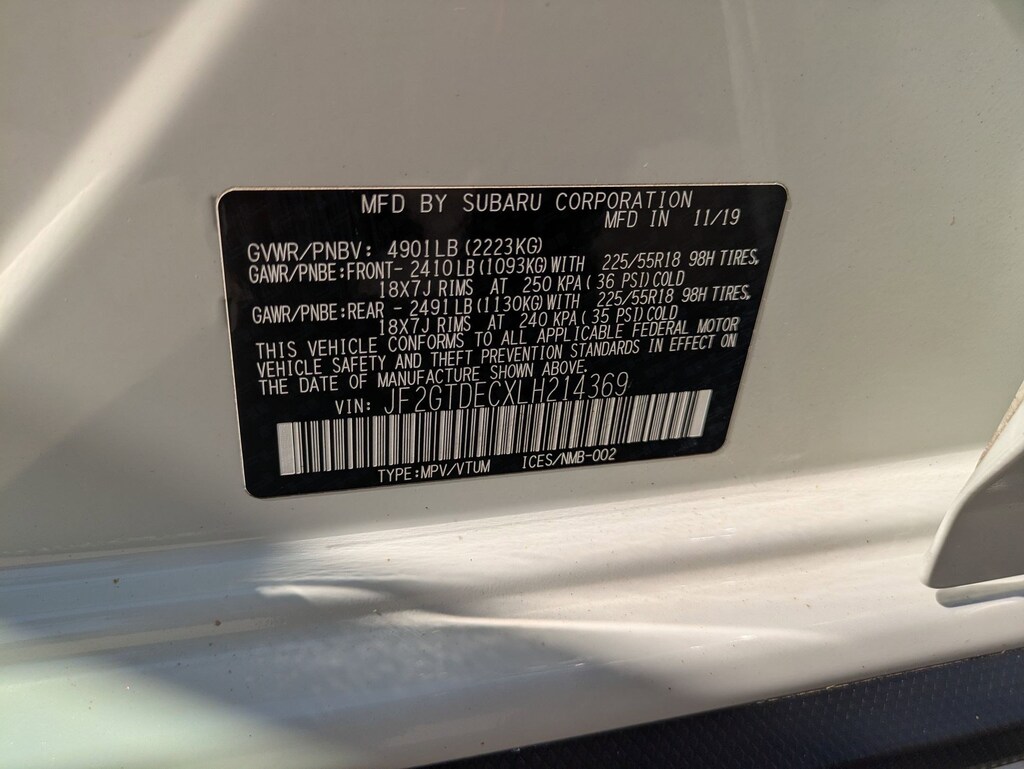 MFD BY SUBARU CORPORATION
MFD IN 11/19
GVWR/PNBV: 4901LB (2223KG)
GAWR/PNBE:FRONT- 2410LB (1093KG) WITH 225/55R18 98H TIRES,
18X7J RIMS AT 250 KPA ( 36 PSI) COLD
GAWR/PNBE:REAR - 2491LB (1130KG) WITH 225/55R18 98H TIRES,
18X7J RIMS AT 240 KPA ( 35 PSI) COLD
THIS VEHICLE CONFORMS TO ALL APPLICABLE FEDERAL MOTOR
VEHICLE SAFETY AND THEFT PREVENTION STANDARDS IN EFFECT ON
THE DATE OF MANUFACTURE SHOWN ABOVE.
VIN: JF2GTDECXLH214369
TYPE:MPV/VTUM ICES/NMB-002